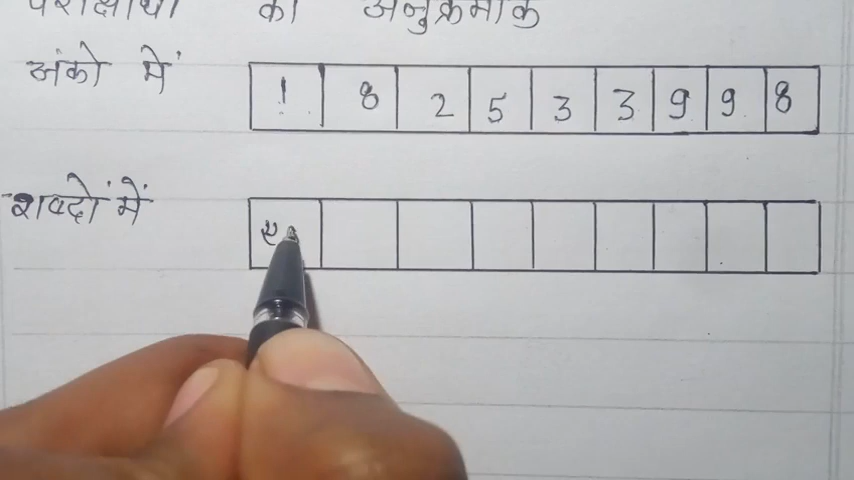 परीक्षार्थी का अनुक्रमांक
अंको में
1 8 2 5 3 3 9 9 8
शब्दों में
ए